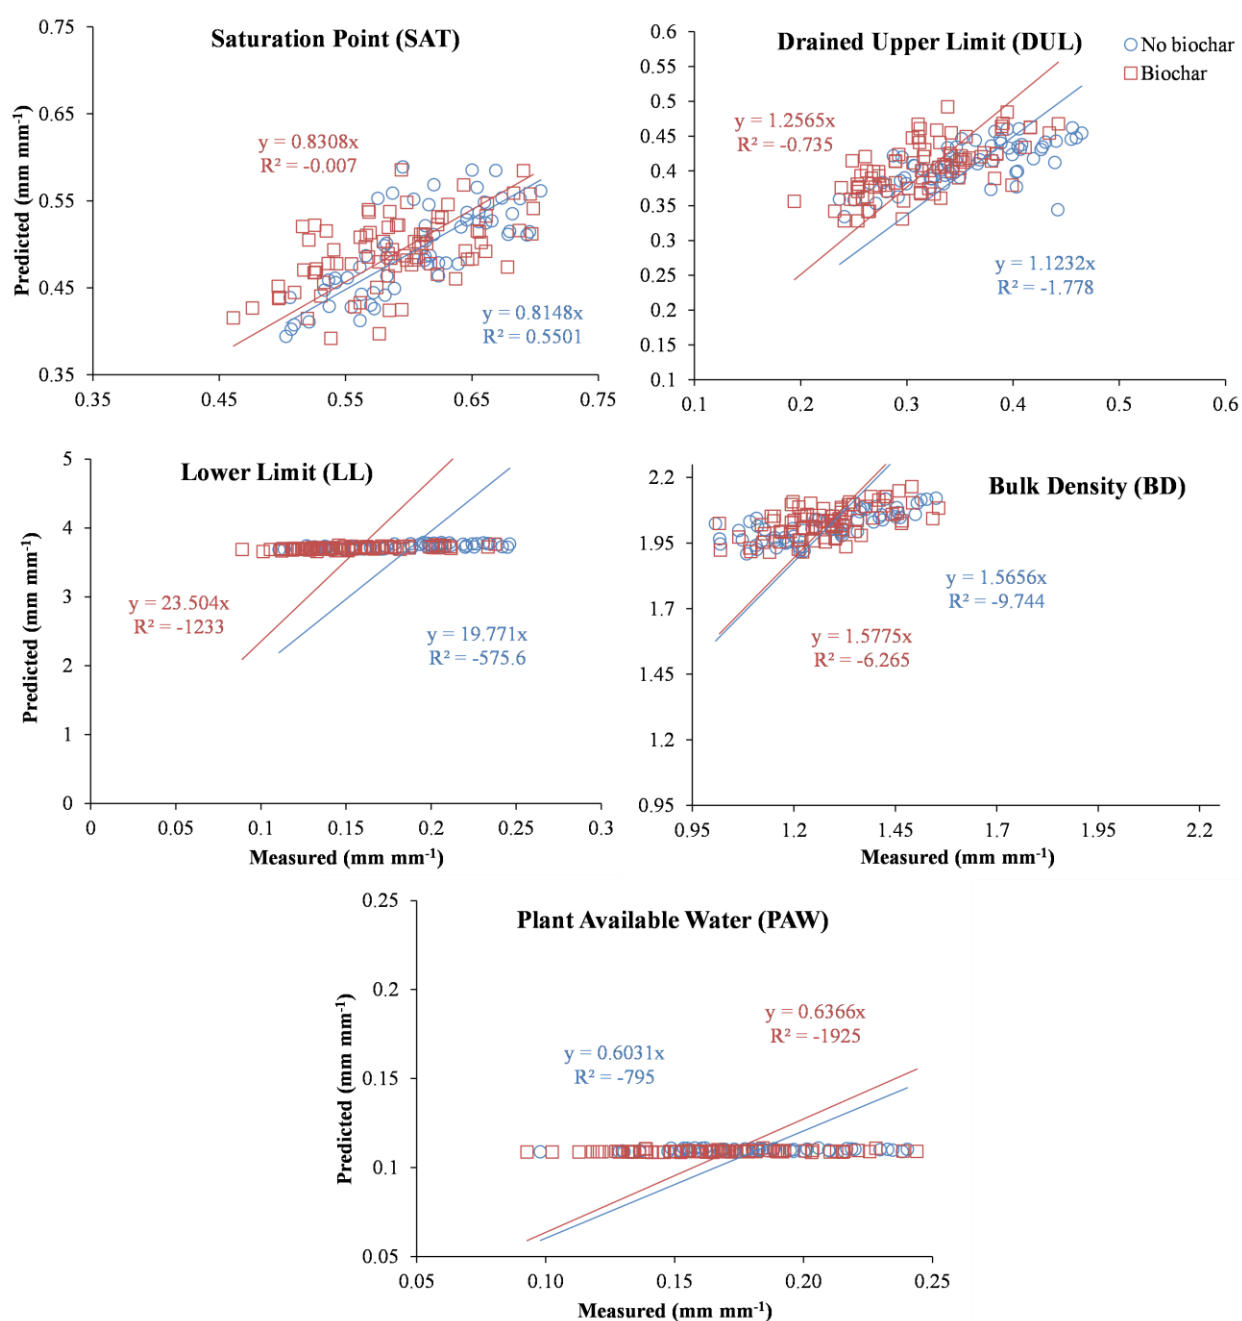 Saturation Point (SAT)
Predicted (mm mm⁻¹)
0.75
0.65
0.55
0.45
0.35
0.35
0.45
0.55
0.65
0.75
y = 0.8308x
R² = -0.007
y = 0.8148x
R² = 0.5501
Drained Upper Limit (DUL)
No biochar
Biochar
0.6
0.55
0.5
0.45
0.4
0.35
0.3
0.25
0.2
0.15
0.1
0.1
0.2
0.3
0.4
0.5
0.6
y = 1.2565x
R² = -0.735
y = 1.1232x
R² = -1.778
Lower Limit (LL)
Predicted (mm mm⁻¹)
5
4
3
2
1
0
0
0.05
0.1
0.15
0.2
0.25
0.3
Measured (mm mm⁻¹)
y = 23.504x
R² = -1233
y = 19.771x
R² = -575.6
Bulk Density (BD)
2.2
1.95
1.7
1.45
1.2
0.95
0.95
1.2
1.45
1.7
1.95
2.2
Measured (mm mm⁻¹)
y = 1.5656x
R² = -9.744
y = 1.5775x
R² = -6.265
Plant Available Water (PAW)
Predicted (mm mm⁻¹)
0.25
0.2
0.15
0.1
0.05
0.05
0.10
0.15
0.20
0.25
Measured (mm mm⁻¹)
y = 0.6366x
R² = -1925
y = 0.6031x
R² = -795